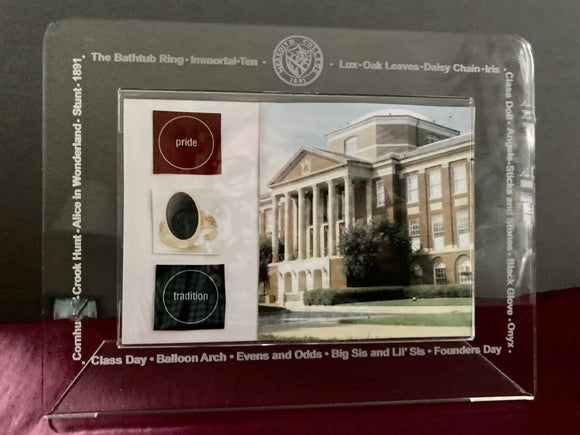 The Bathtub Ring • Immortal-Ten •
MEREDITH COLLEGE
1891
Lux • Oak Leaves • Daisy Chain • Iris
Class Doll • Angels • Sticks and Stones • Black Glove • Onyx •
Crook Hunt • Alice in Wonderland • Stunt • 1891 •
pride
tradition
Class Day • Balloon Arch • Evens and Odds • Big Sis and Lil' Sis • Founders Day